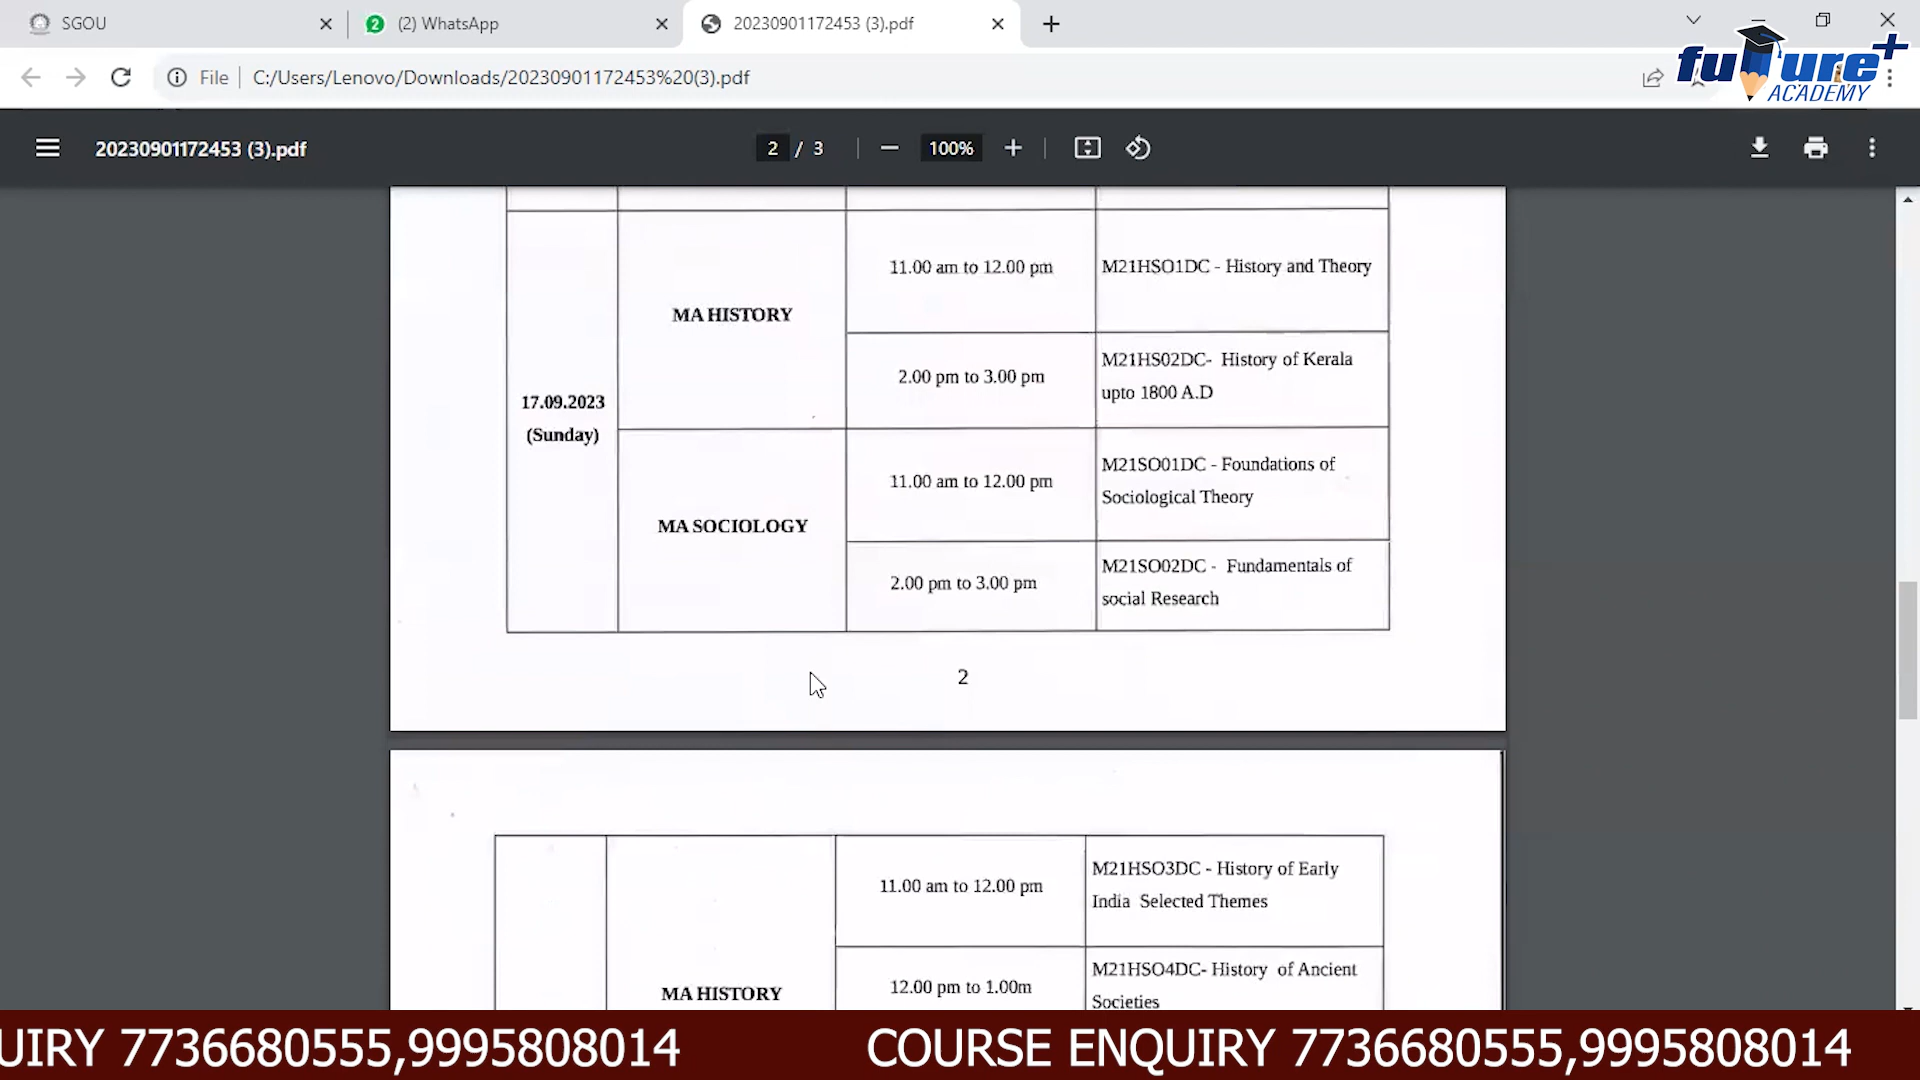 SGOU
2 (2) WhatsApp
20230901172453 (3).pdf
File C:/Users/Lenovo/Downloads/20230901172453%20(3).pdf
future+
ACADEMY
20230901172453 (3).pdf
2 / 3
100%
17.09.2023
(Sunday)
MA HISTORY
11.00 am to 12.00 pm
M21HSO1DC - History and Theory
2.00 pm to 3.00 pm
M21HS02DC- History of Kerala
upto 1800 A.D
MA SOCIOLOGY
11.00 am to 12.00 pm
M21SO01DC - Foundations of
Sociological Theory
2.00 pm to 3.00 pm
M21SO02DC - Fundamentals of
social Research
2
MA HISTORY
11.00 am to 12.00 pm
M21HSO3DC - History of Early
India Selected Themes
12.00 pm to 1.00m
M21HSO4DC- History of Ancient
Societies
UIRY 7736680555,9995808014
COURSE ENQUIRY 7736680555,9995808014